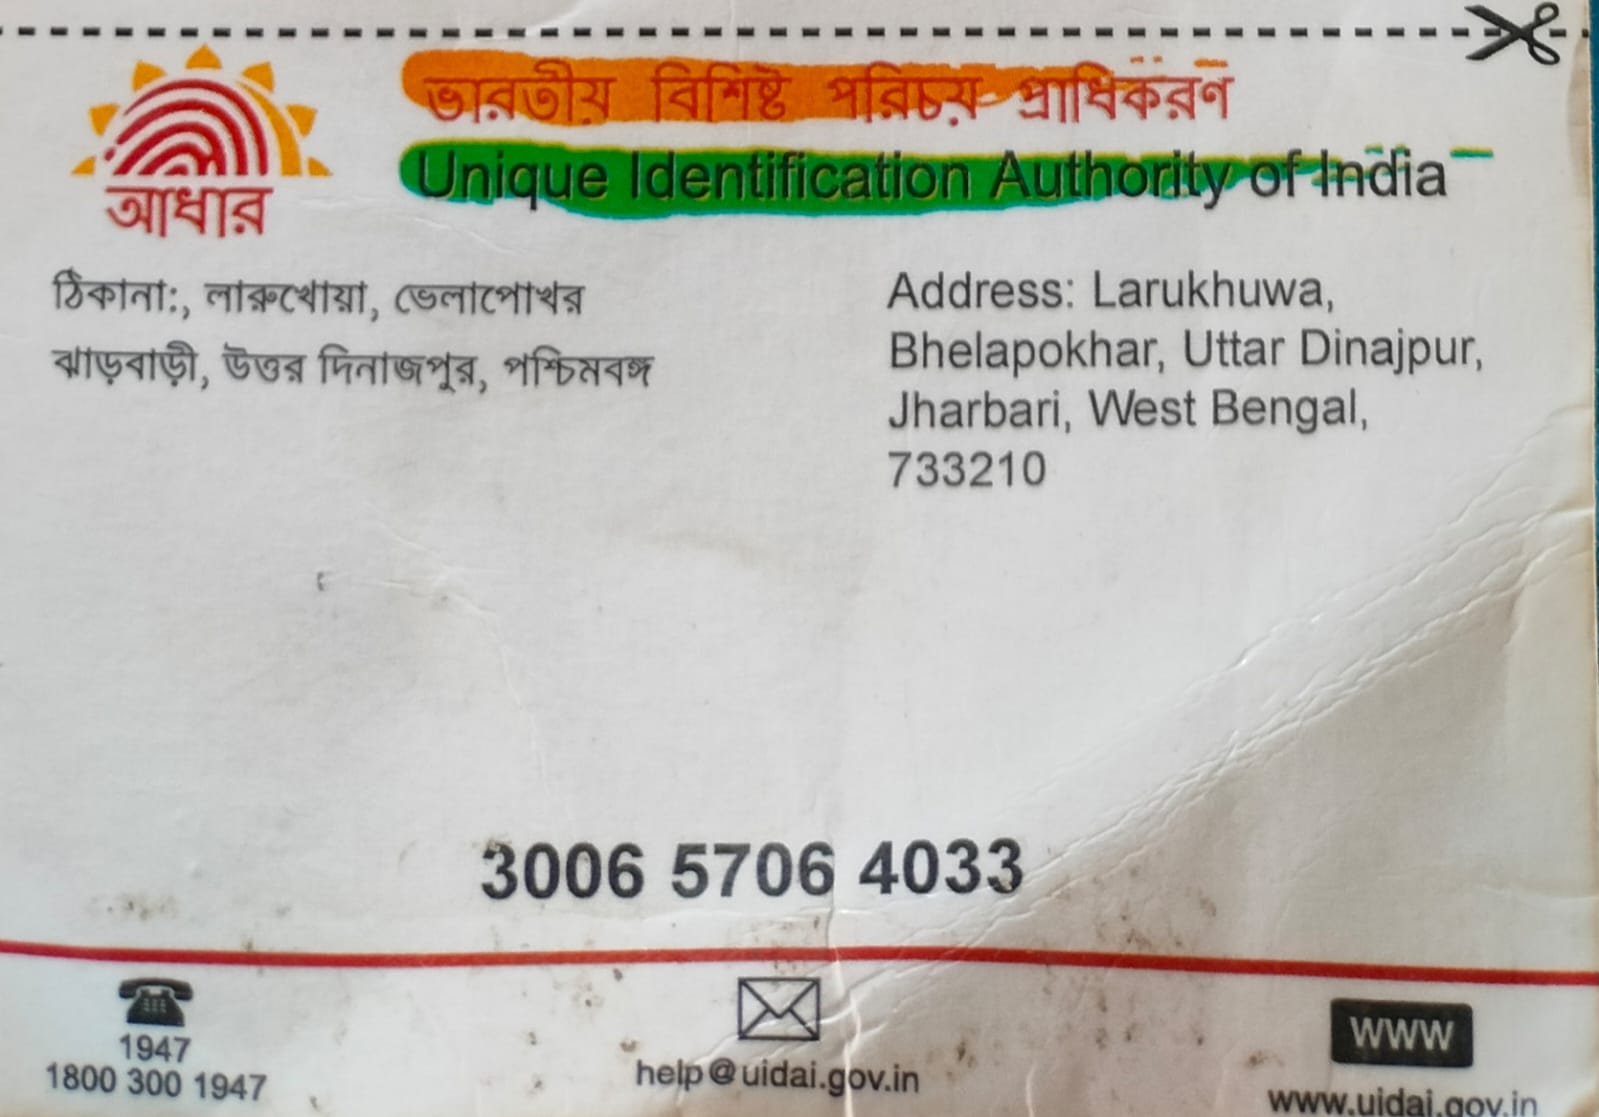 ভারতীয় বিশিষ্ট পরিচয় প্রাধিকরণ
Unique Identification Authority of India
আধার
ঠিকানা:, লারুখোয়া, ভেলাপোখর
ঝাড়বাড়ী, উত্তর দিনাজপুর, পশ্চিমবঙ্গ
Address: Larukhuwa,
Bhelapokhar, Uttar Dinajpur,
Jharbari, West Bengal,
733210
3006 5706 4033
1947
1800 300 1947
help@uidai.gov.in
WWW
www.uidai.gov.in